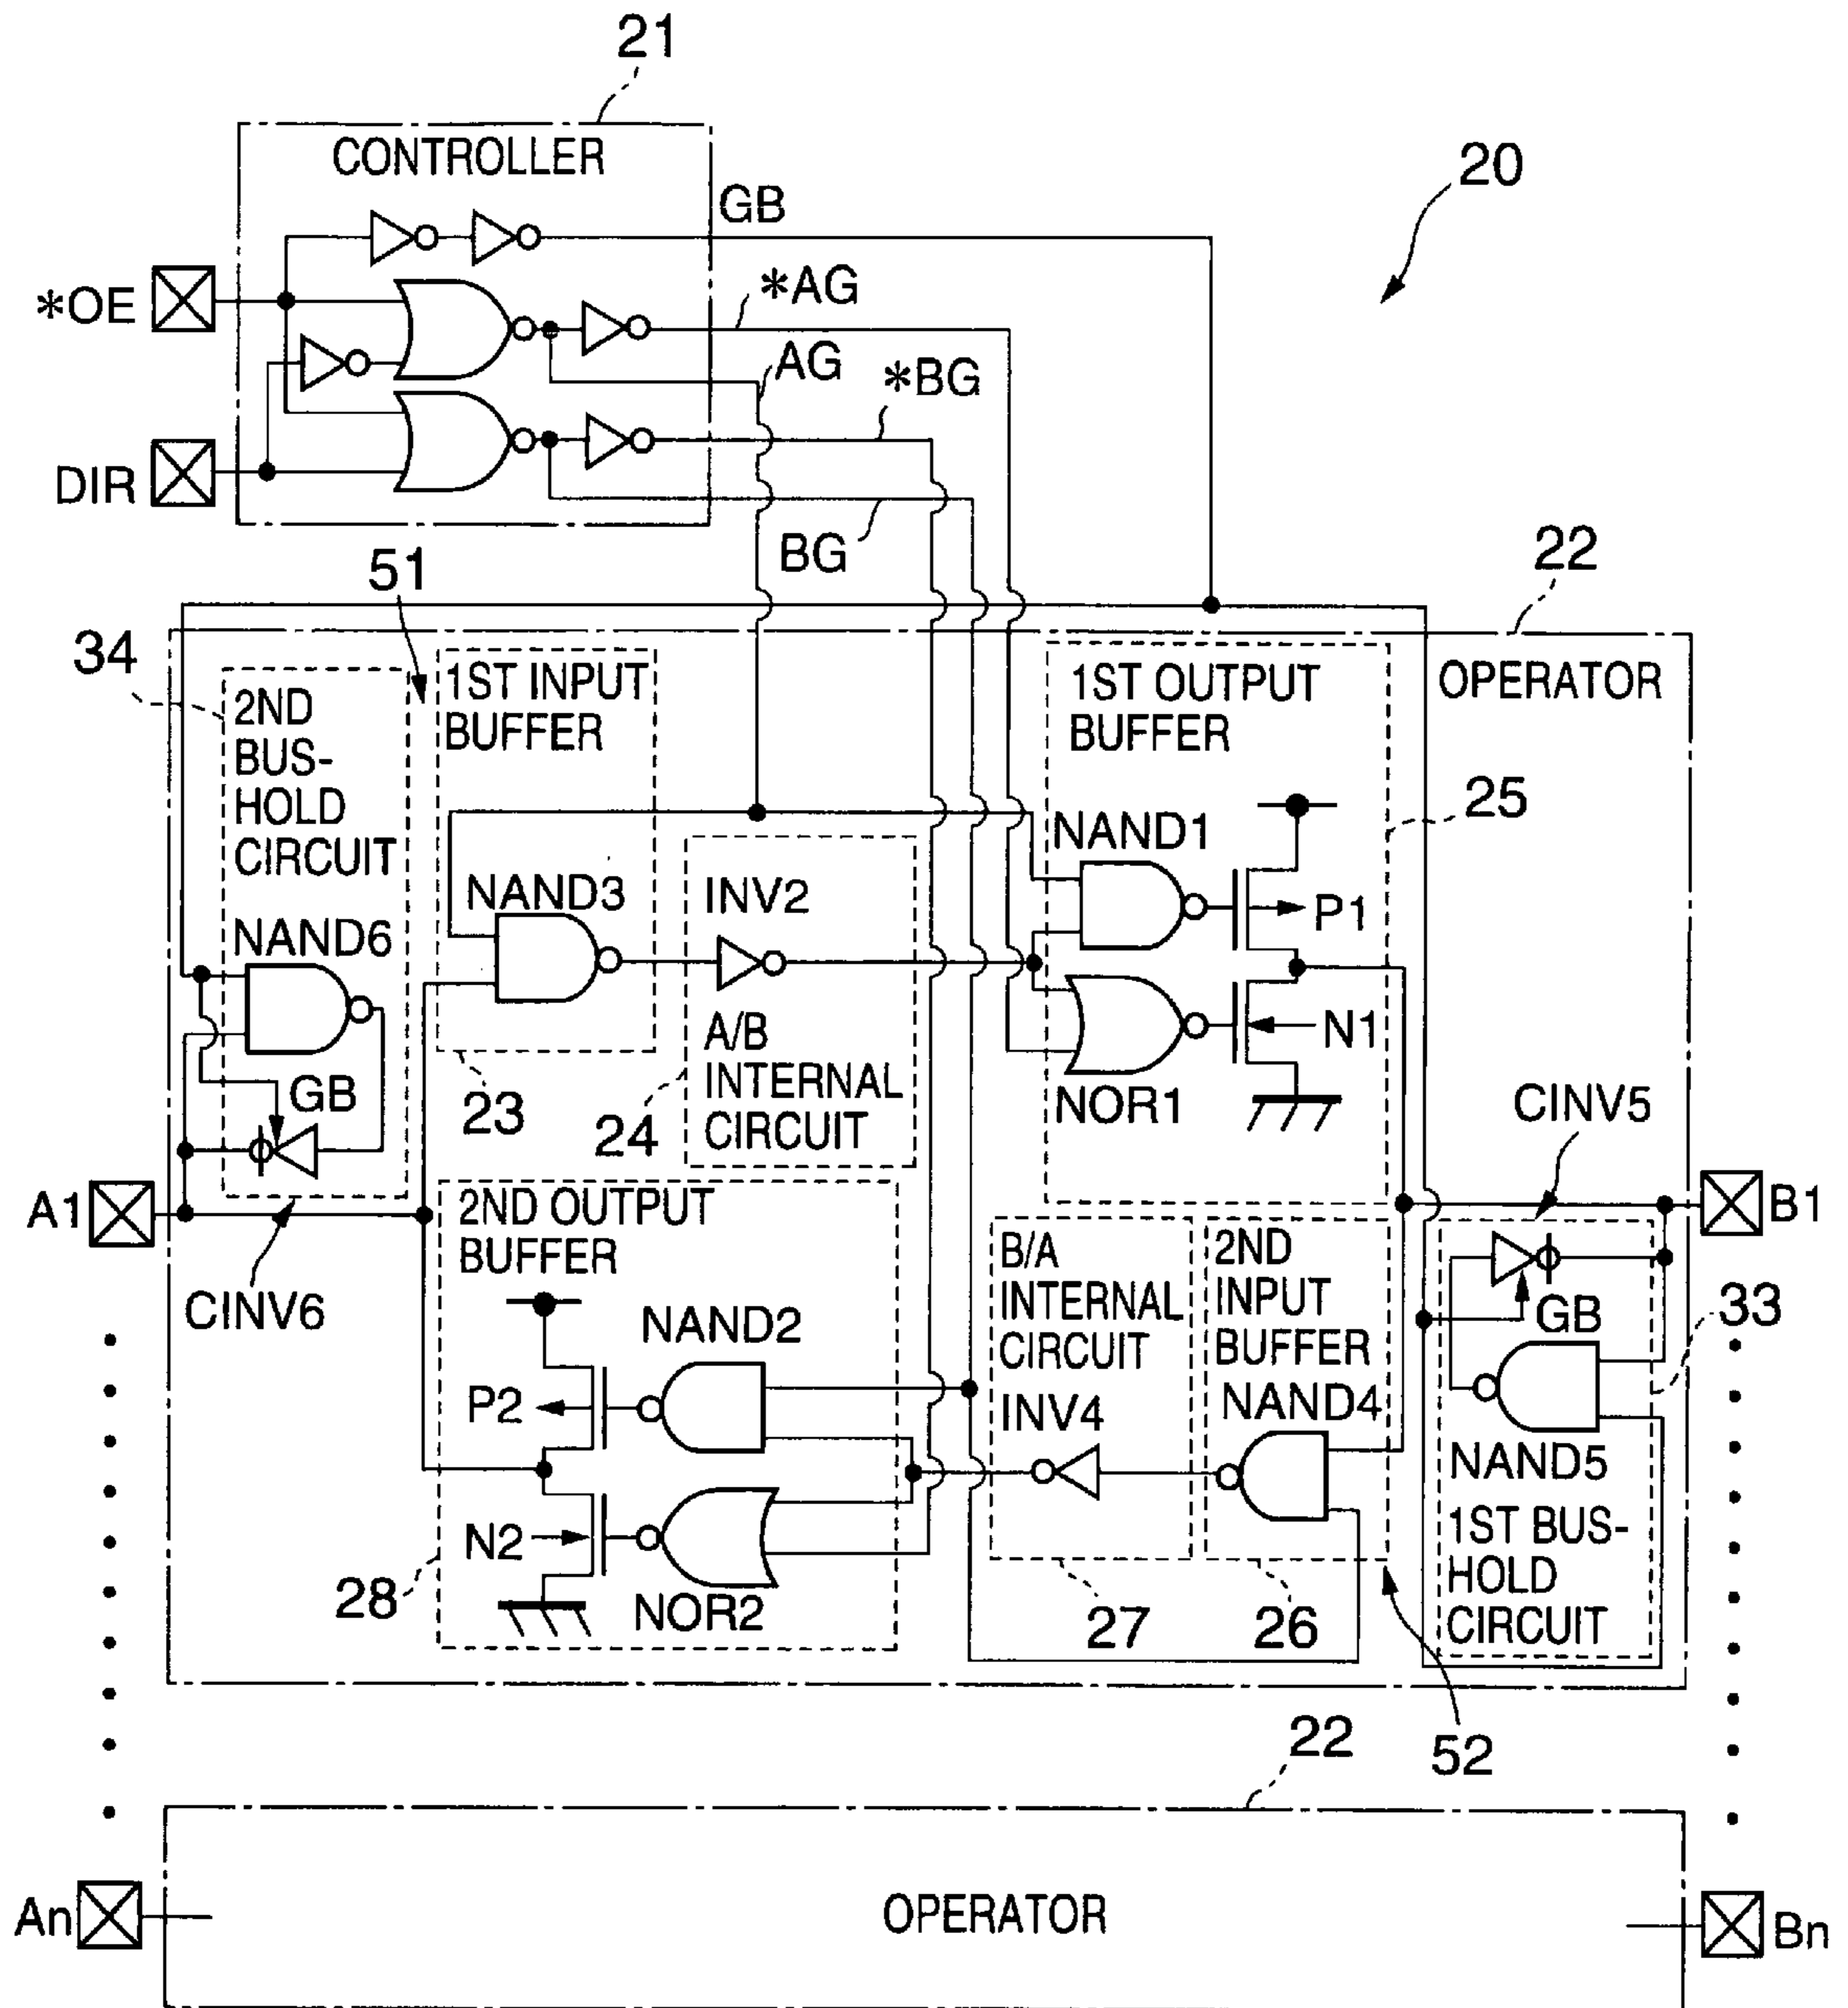 21
CONTROLLER
20
GB
*OE
*AG
AG
*BG
DIR
BG
51
22
34
OPERATOR
2ND
BUS-
HOLD
CIRCUIT
1ST INPUT
BUFFER
1ST OUTPUT
BUFFER
25
NAND1
NAND3
INV2
P1
NAND6
A/B
INTERNAL
CIRCUIT
N1
GB
23
24
NOR1
CINV5
A1
B1
2ND OUTPUT
BUFFER
B/A
INTERNAL
CIRCUIT
2ND
INPUT
BUFFER
CINV6
NAND2
GB
33
P2
INV4
NAND4
NAND5
1ST BUS-
HOLD
CIRCUIT
N2
28
NOR2
27
26
22
52
An
OPERATOR
Bn